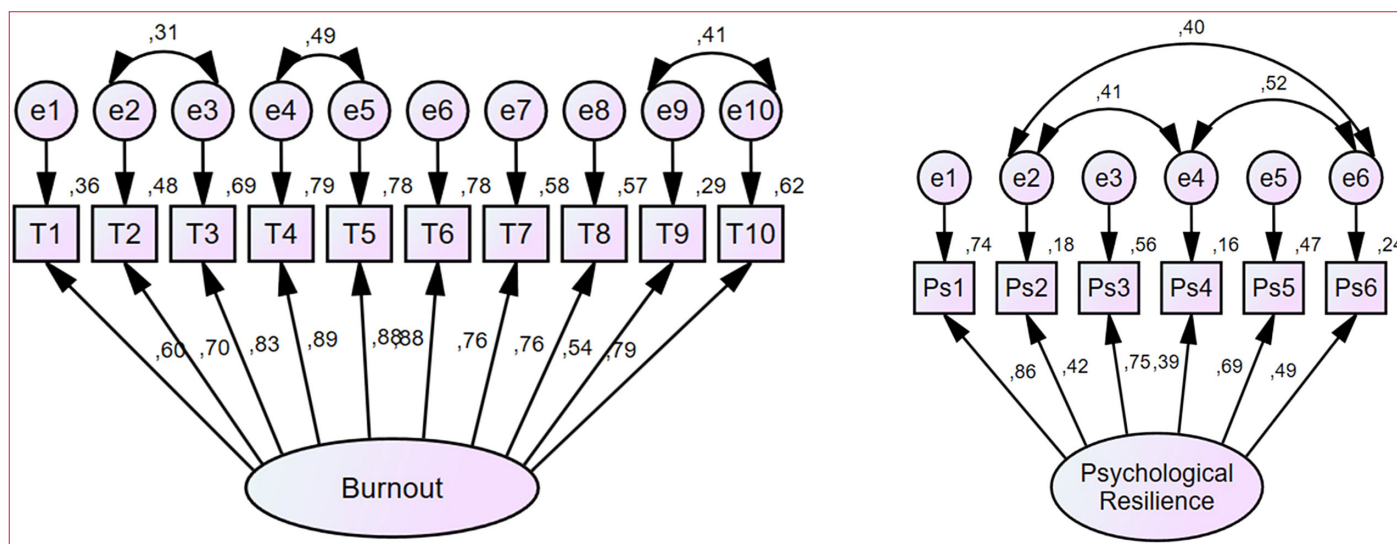 ,31 ,49 ,41
e1 e2 e3 e4 e5 e6 e7 e8 e9 e10
,36 ,48 ,69 ,79 ,78 ,78 ,58 ,57 ,29 ,62
T1 T2 T3 T4 T5 T6 T7 T8 T9 T10
,60 ,70 ,83 ,89 ,88 ,88 ,76 ,76 ,54 ,79
Burnout
,40
,41 ,52
e1 e2 e3 e4 e5 e6
,74 ,18 ,56 ,16 ,47 ,24
Ps1 Ps2 Ps3 Ps4 Ps5 Ps6
,86 ,42 ,75 ,39 ,69 ,49
Psychological
Resilience